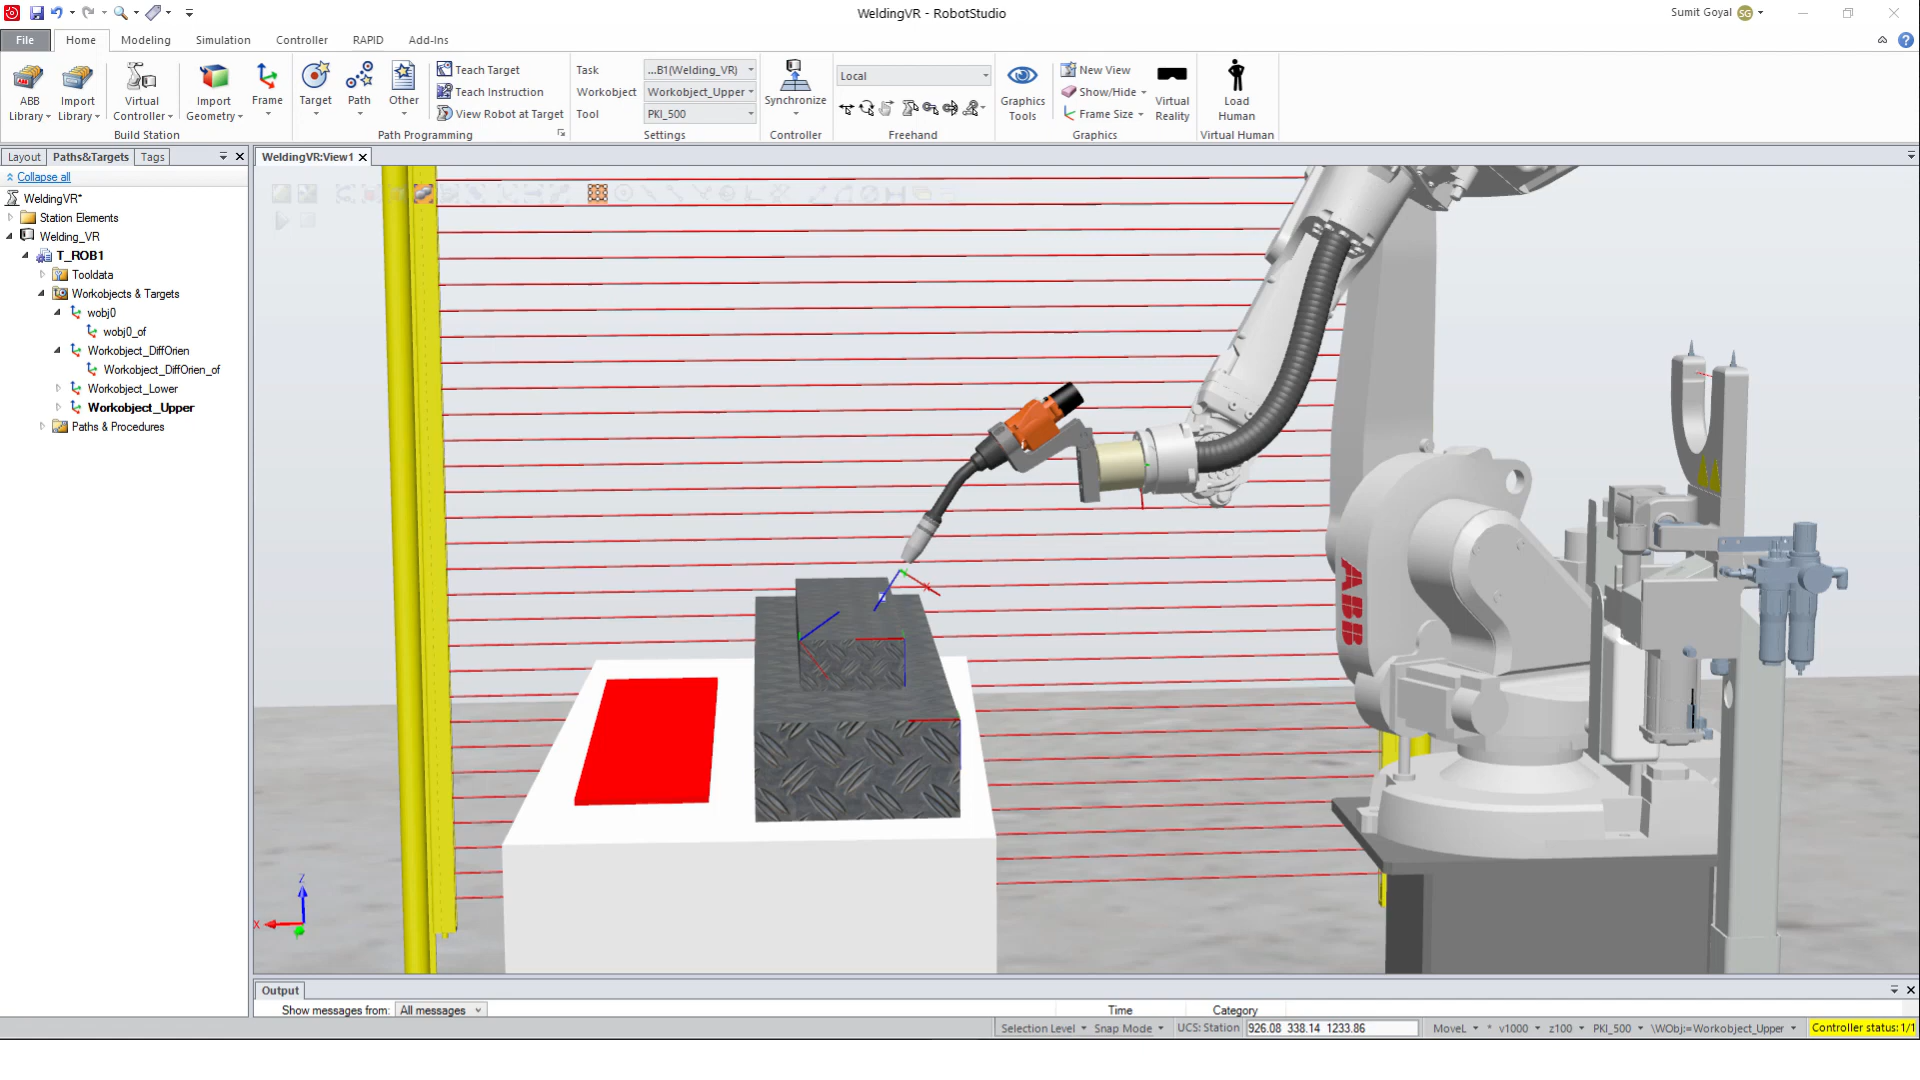 WeldingVR - RobotStudio
Sumit Goyal SG
File Home Modeling Simulation Controller RAPID Add-Ins
ABB Library
Import Library
Virtual Controller
Build Station
Import Geometry
Frame
Target
Path
Other
Teach Target
Teach Instruction
View Robot at Target
Path Programming
Task ...B1(Welding_VR)
Workobject Workobject_Upper
Tool PKI_500
Settings
Synchronize
Controller
Local
Freehand
Graphics Tools
New View
Show/Hide
Frame Size
Virtual Reality
Graphics
Load Human
Virtual Human
Layout Paths&Targets Tags
WeldingVR:View1
Collapse all
WeldingVR*
Station Elements
Welding_VR
T_ROB1
Tooldata
Workobjects & Targets
wobj0
wobj0_of
Workobject_DiffOrien
Workobject_DiffOrien_of
Workobject_Lower
Workobject_Upper
Paths & Procedures
ABB
Z
X
Output
Show messages from: All messages Time Category
Selection Level Snap Mode UCS: Station 926.08 338.14 1233.86 MoveL * v1000 z100 PKI_500 \WObj:=Workobject_Upper Controller status: 1/1